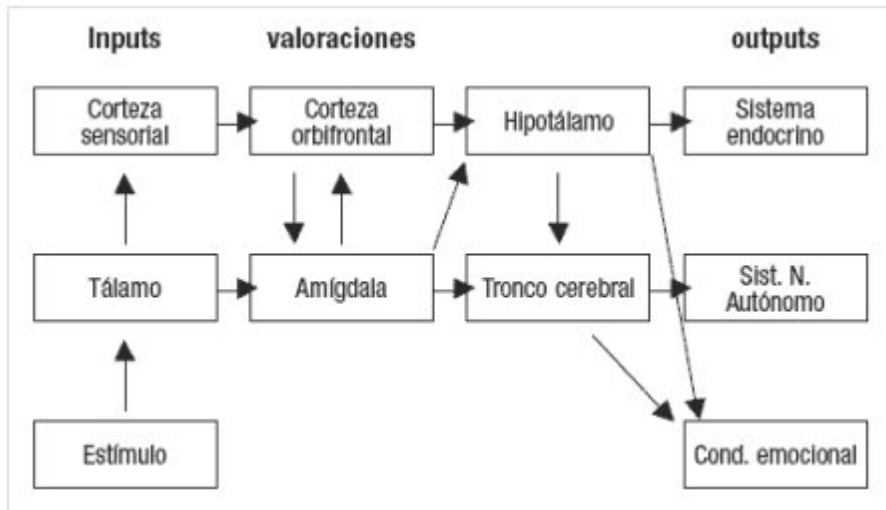 Inputs
valoraciones
outputs
Corteza
sensorial
Corteza
orbifrontal
Hipotálamo
Sistema
endocrino
Tálamo
Amígdala
Tronco cerebral
Sist. N.
Autónomo
Estímulo
Cond. emocional